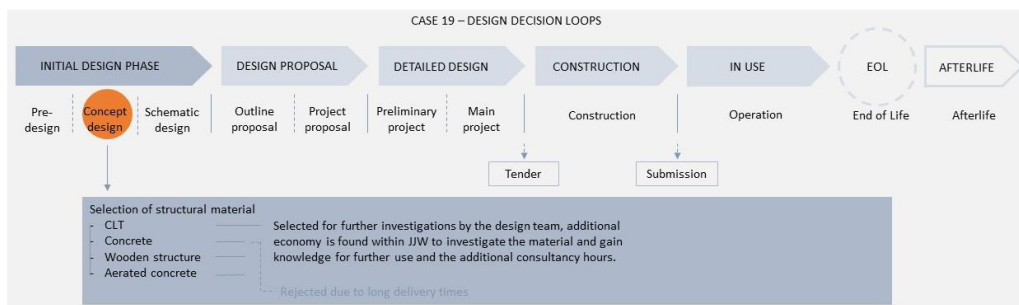 CASE 19 – DESIGN DECISION LOOPS
INITIAL DESIGN PHASE
DESIGN PROPOSAL
DETAILED DESIGN
CONSTRUCTION
IN USE
EOL
AFTERLIFE
Pre-
design
Concept
design
Schematic
design
Outline
proposal
Project
proposal
Preliminary
project
Main
project
Construction
Operation
End of Life
Afterlife
Tender
Submission
Selection of structural material
- CLT
- Concrete
- Wooden structure
- Aerated concrete
Selected for further investigations by the design team, additional
economy is found within JJW to investigate the material and gain
knowledge for further use and the additional consultancy hours.
Rejected due to long delivery times